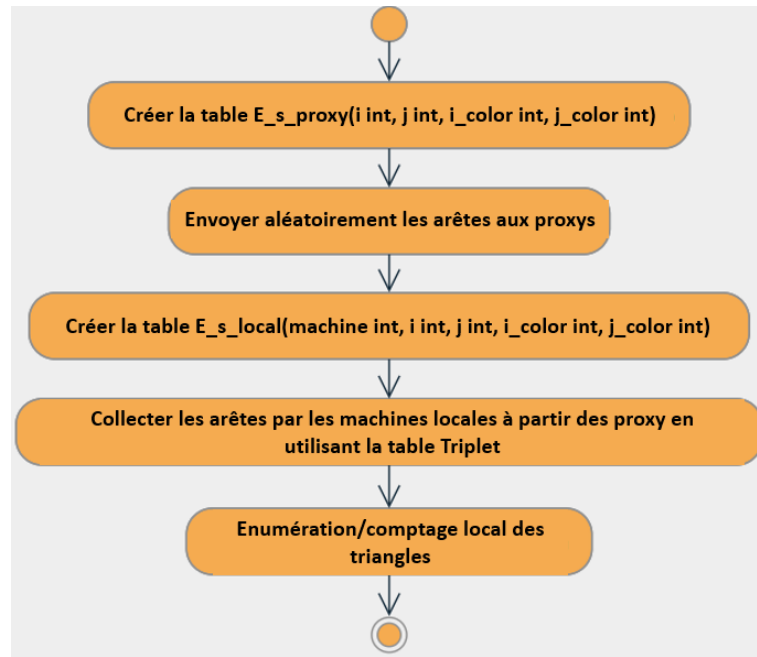 Créer la table E_s_proxy(i int, j int, i_color int, j_color int)
Envoyer aléatoirement les arêtes aux proxys
Créer la table E_s_local(machine int, i int, j int, i_color int, j_color int)
Collecter les arêtes par les machines locales à partir des proxy en
utilisant la table Triplet
Enumération/comptage local des
triangles